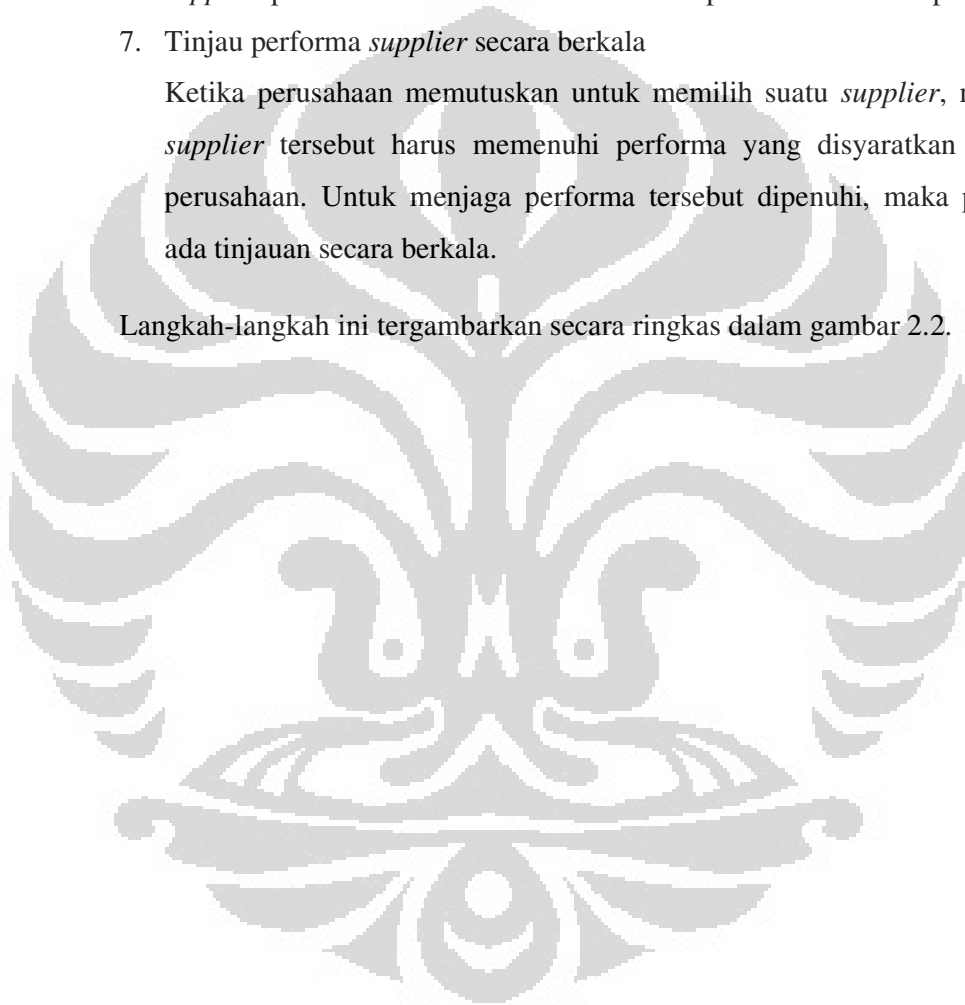 7. Tinjau performa supplier secara berkala
Ketika perusahaan memutuskan untuk memilih suatu supplier,
supplier tersebut harus memenuhi performa yang disyaratkan
perusahaan. Untuk menjaga performa tersebut dipenuhi, maka
ada tinjauan secara berkala.
Langkah-langkah ini tergambarkan secara ringkas dalam gambar 2.2.